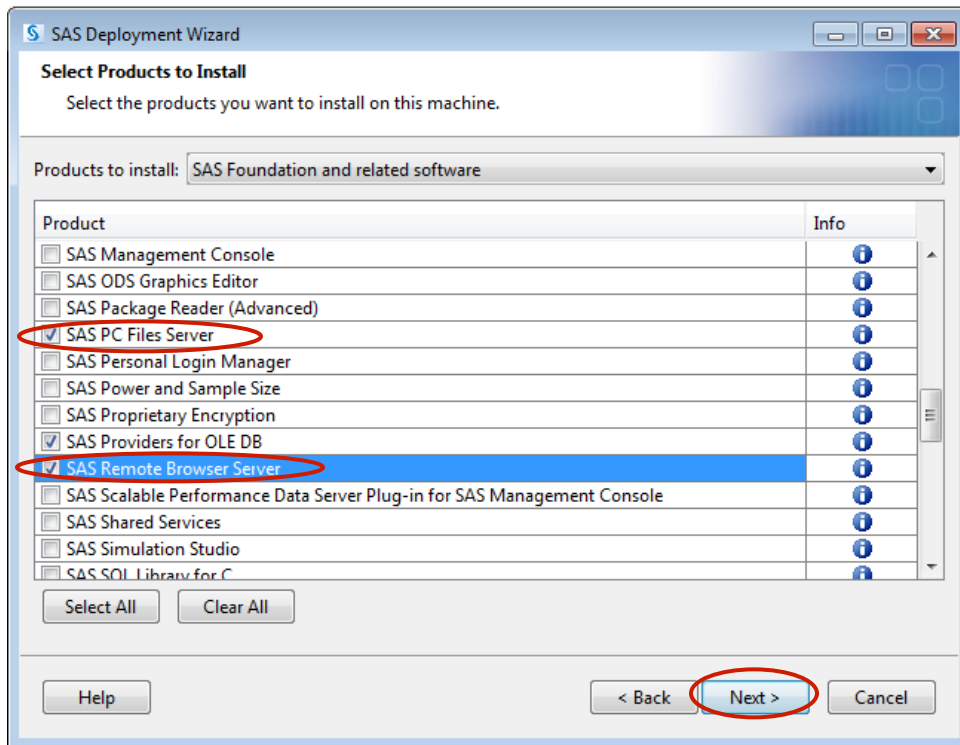 SAS Deployment Wizard
Select Products to Install
Select the products you want to install on this machine.
Products to install: SAS Foundation and related software
Product Info
SAS Management Console
SAS ODS Graphics Editor
SAS Package Reader (Advanced)
SAS PC Files Server
SAS Personal Login Manager
SAS Power and Sample Size
SAS Proprietary Encryption
SAS Providers for OLE DB
SAS Remote Browser Server
SAS Scalable Performance Data Server Plug-in for SAS Management Console
SAS Shared Services
SAS Simulation Studio
SAS SQL Library for C
Select All Clear All
Help < Back Next > Cancel